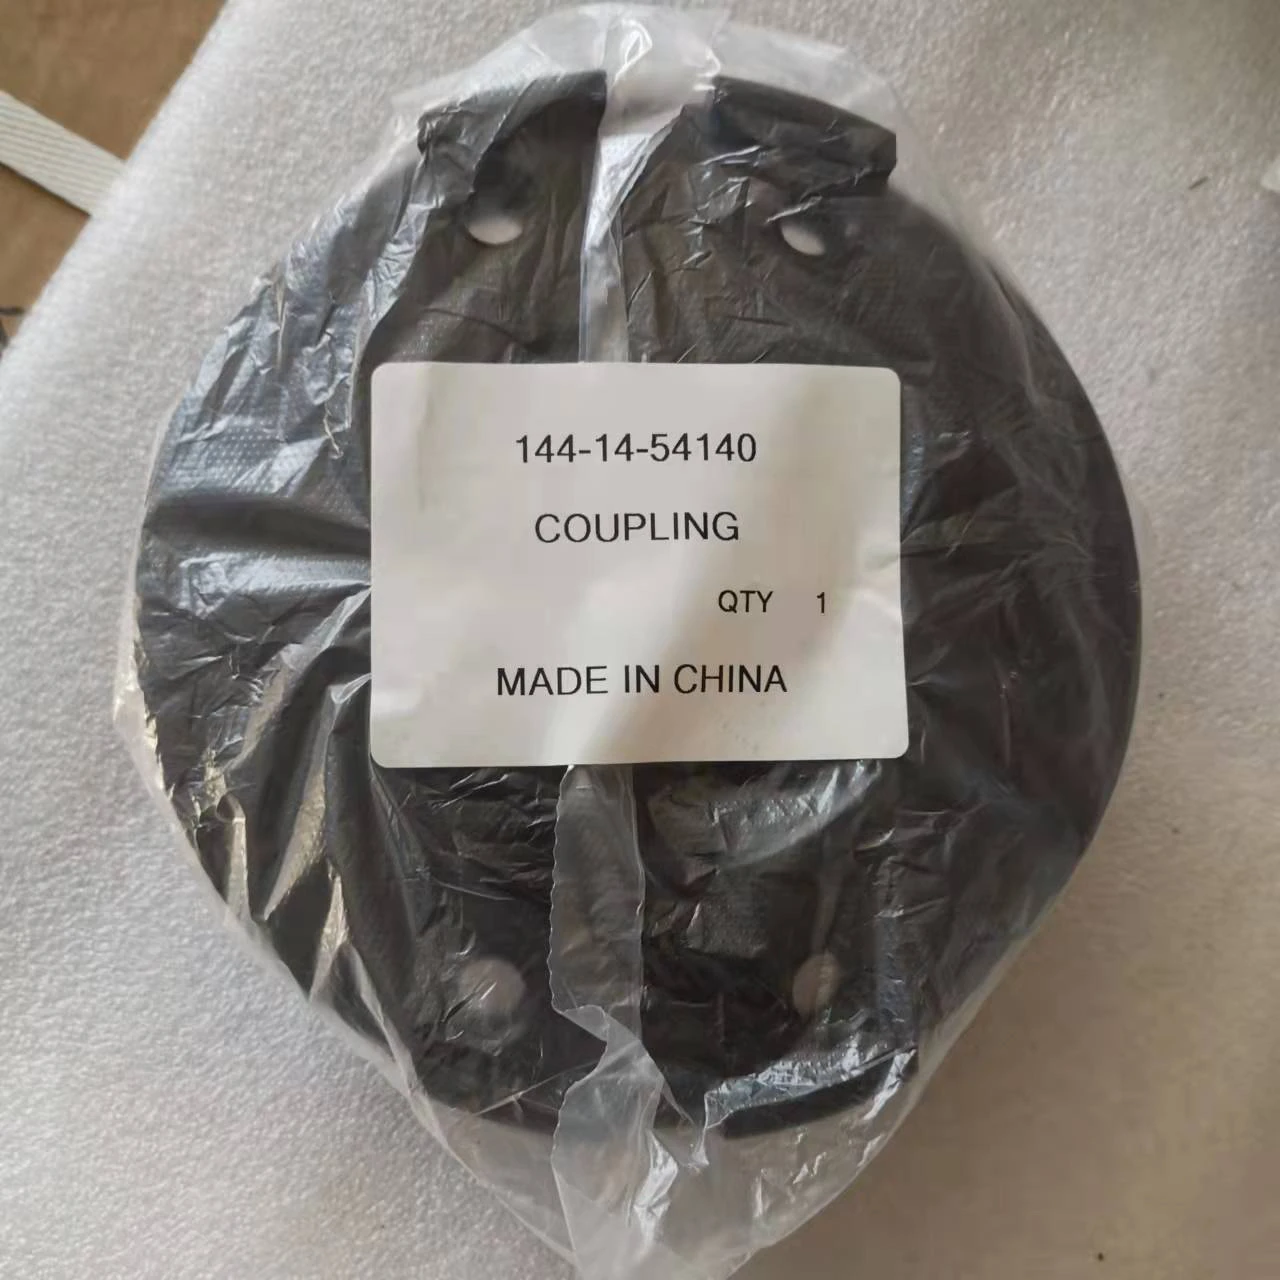 144-14-54140
COUPLING
QTY 1
MADE IN CHINA